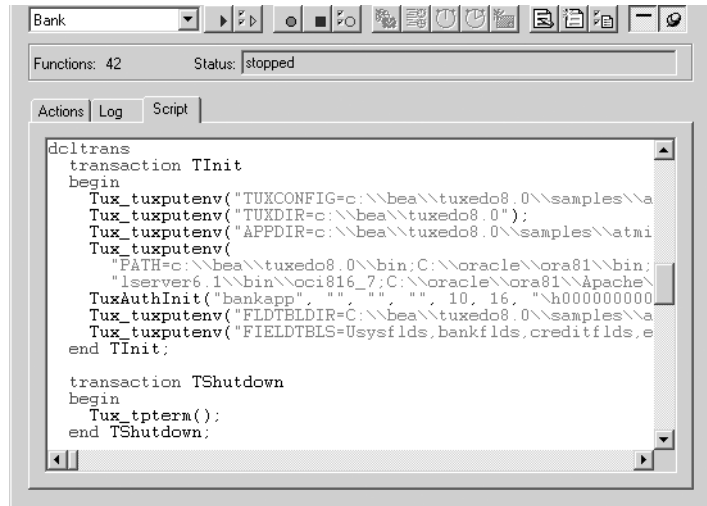 Bank
Functions: 42 Status: stopped
Actions Log Script
dcltrans
transaction TInit
begin
Tux_tuxputenv("TUXCONFIG=c:\\bea\\tuxedo8.0\\samples\\a
Tux_tuxputenv("TUXDIR=c:\\bea\\tuxedo8.0");
Tux_tuxputenv("APPDIR=c:\\bea\\tuxedo8.0\\samples\\atmi
Tux_tuxputenv(
"PATH=c:\\bea\\tuxedo8.0\\bin;C:\\oracle\\ora81\\bin;
"lserver6.1\\bin\\oci816_7;C:\\oracle\\ora81\\Apache\
TuxAuthInit("bankapp", "", "", "", 10, 16, "\h000000000
Tux_tuxputenv("FLDTBLDIR=C:\\bea\\tuxedo8.0\\samples\\a
Tux_tuxputenv("FIELDTBLS=Usysflds,bankflds,creditflds,e
end TInit;
transaction TShutdown
begin
Tux_tpterm();
end TShutdown;